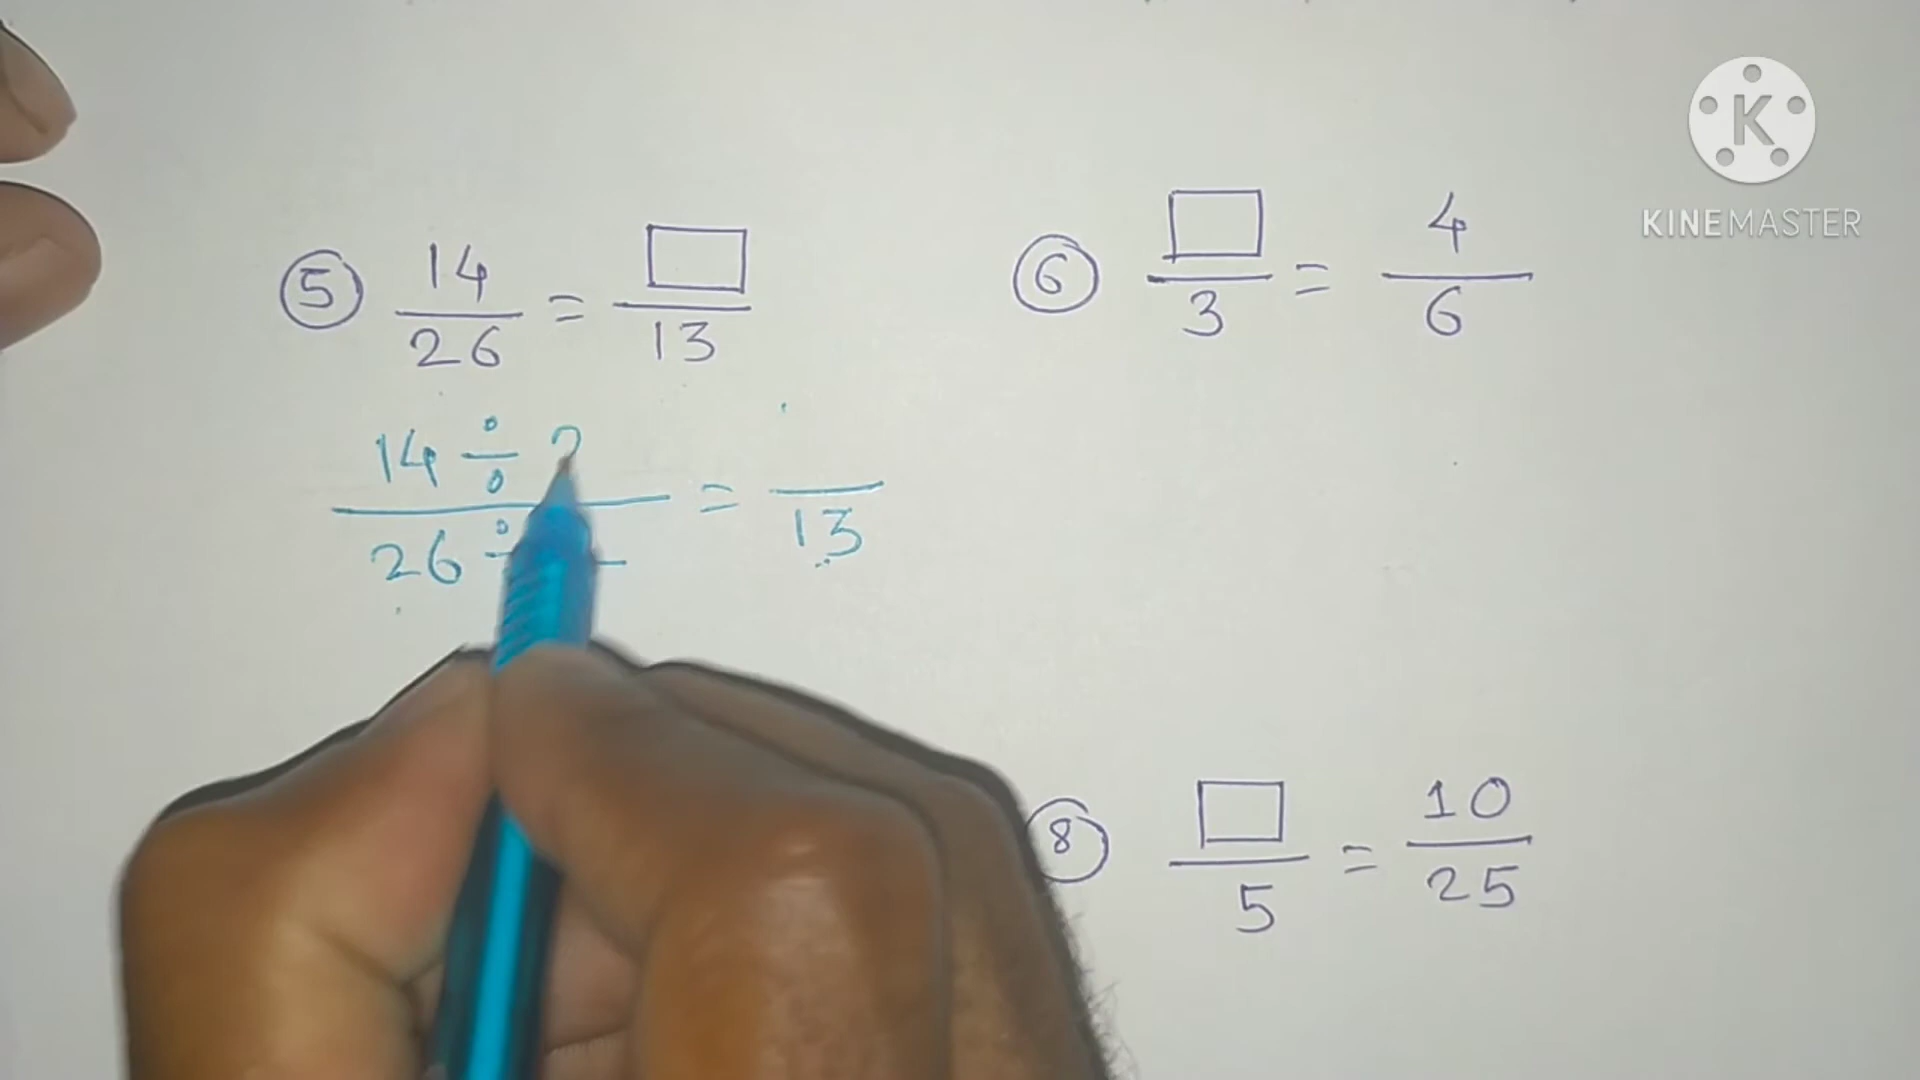 ⑤ 14/26 = □/13
14 ÷ 2 / 26 ÷ = /13
⑥ □/3 = 4/6
⑧ □/5 = 10/25
K
KINEMASTER